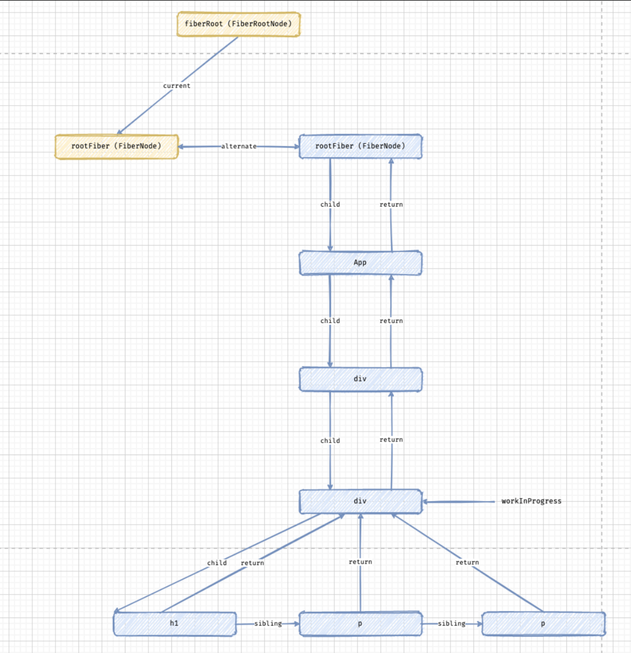 fiberRoot (FiberRootNode)
current
rootFiber (FiberNode)
alternate
rootFiber (FiberNode)
child
return
App
child
return
div
child
return
div
workInProgress
child
return
return
return
h1
sibling
p
sibling
p